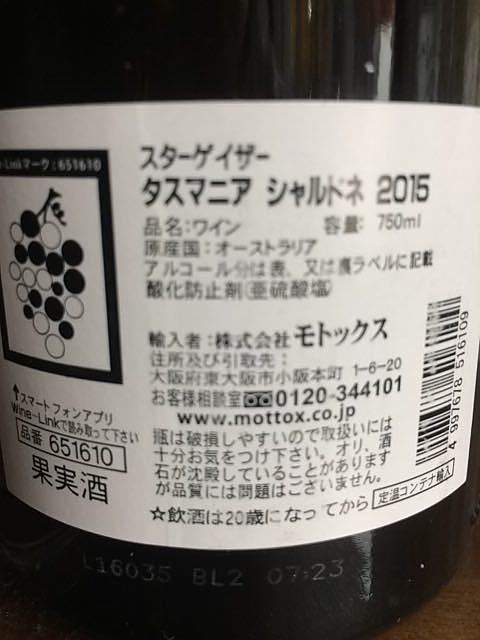 -Linkマーク:651610
スターゲイザー
タスマニア シャルドネ 2015
品名:ワイン 容量: 750ml
原産国:オーストラリア
アルコール分は表、又は裏ラベルに記載
酸化防止剤(亜硫酸塩)
輸入者:株式会社モトックス
住所及び引取先:
大阪府東大阪市小阪本町 1-6-20
お客様相談室 0120-344101
www.mottox.co.jp
瓶は破損しやすいので取扱いには
十分お気をつけ下さい。オリ、酒
石が沈殿していることがあります
が品質には問題はございません。
定温コンテナ輸入
☆飲酒は20歳になってから
↑スマートフォンアプリ
Wine-Linkで読み取って下さい
品番 651610
果実酒
4 997678 516109
L16035 BL2 07:23